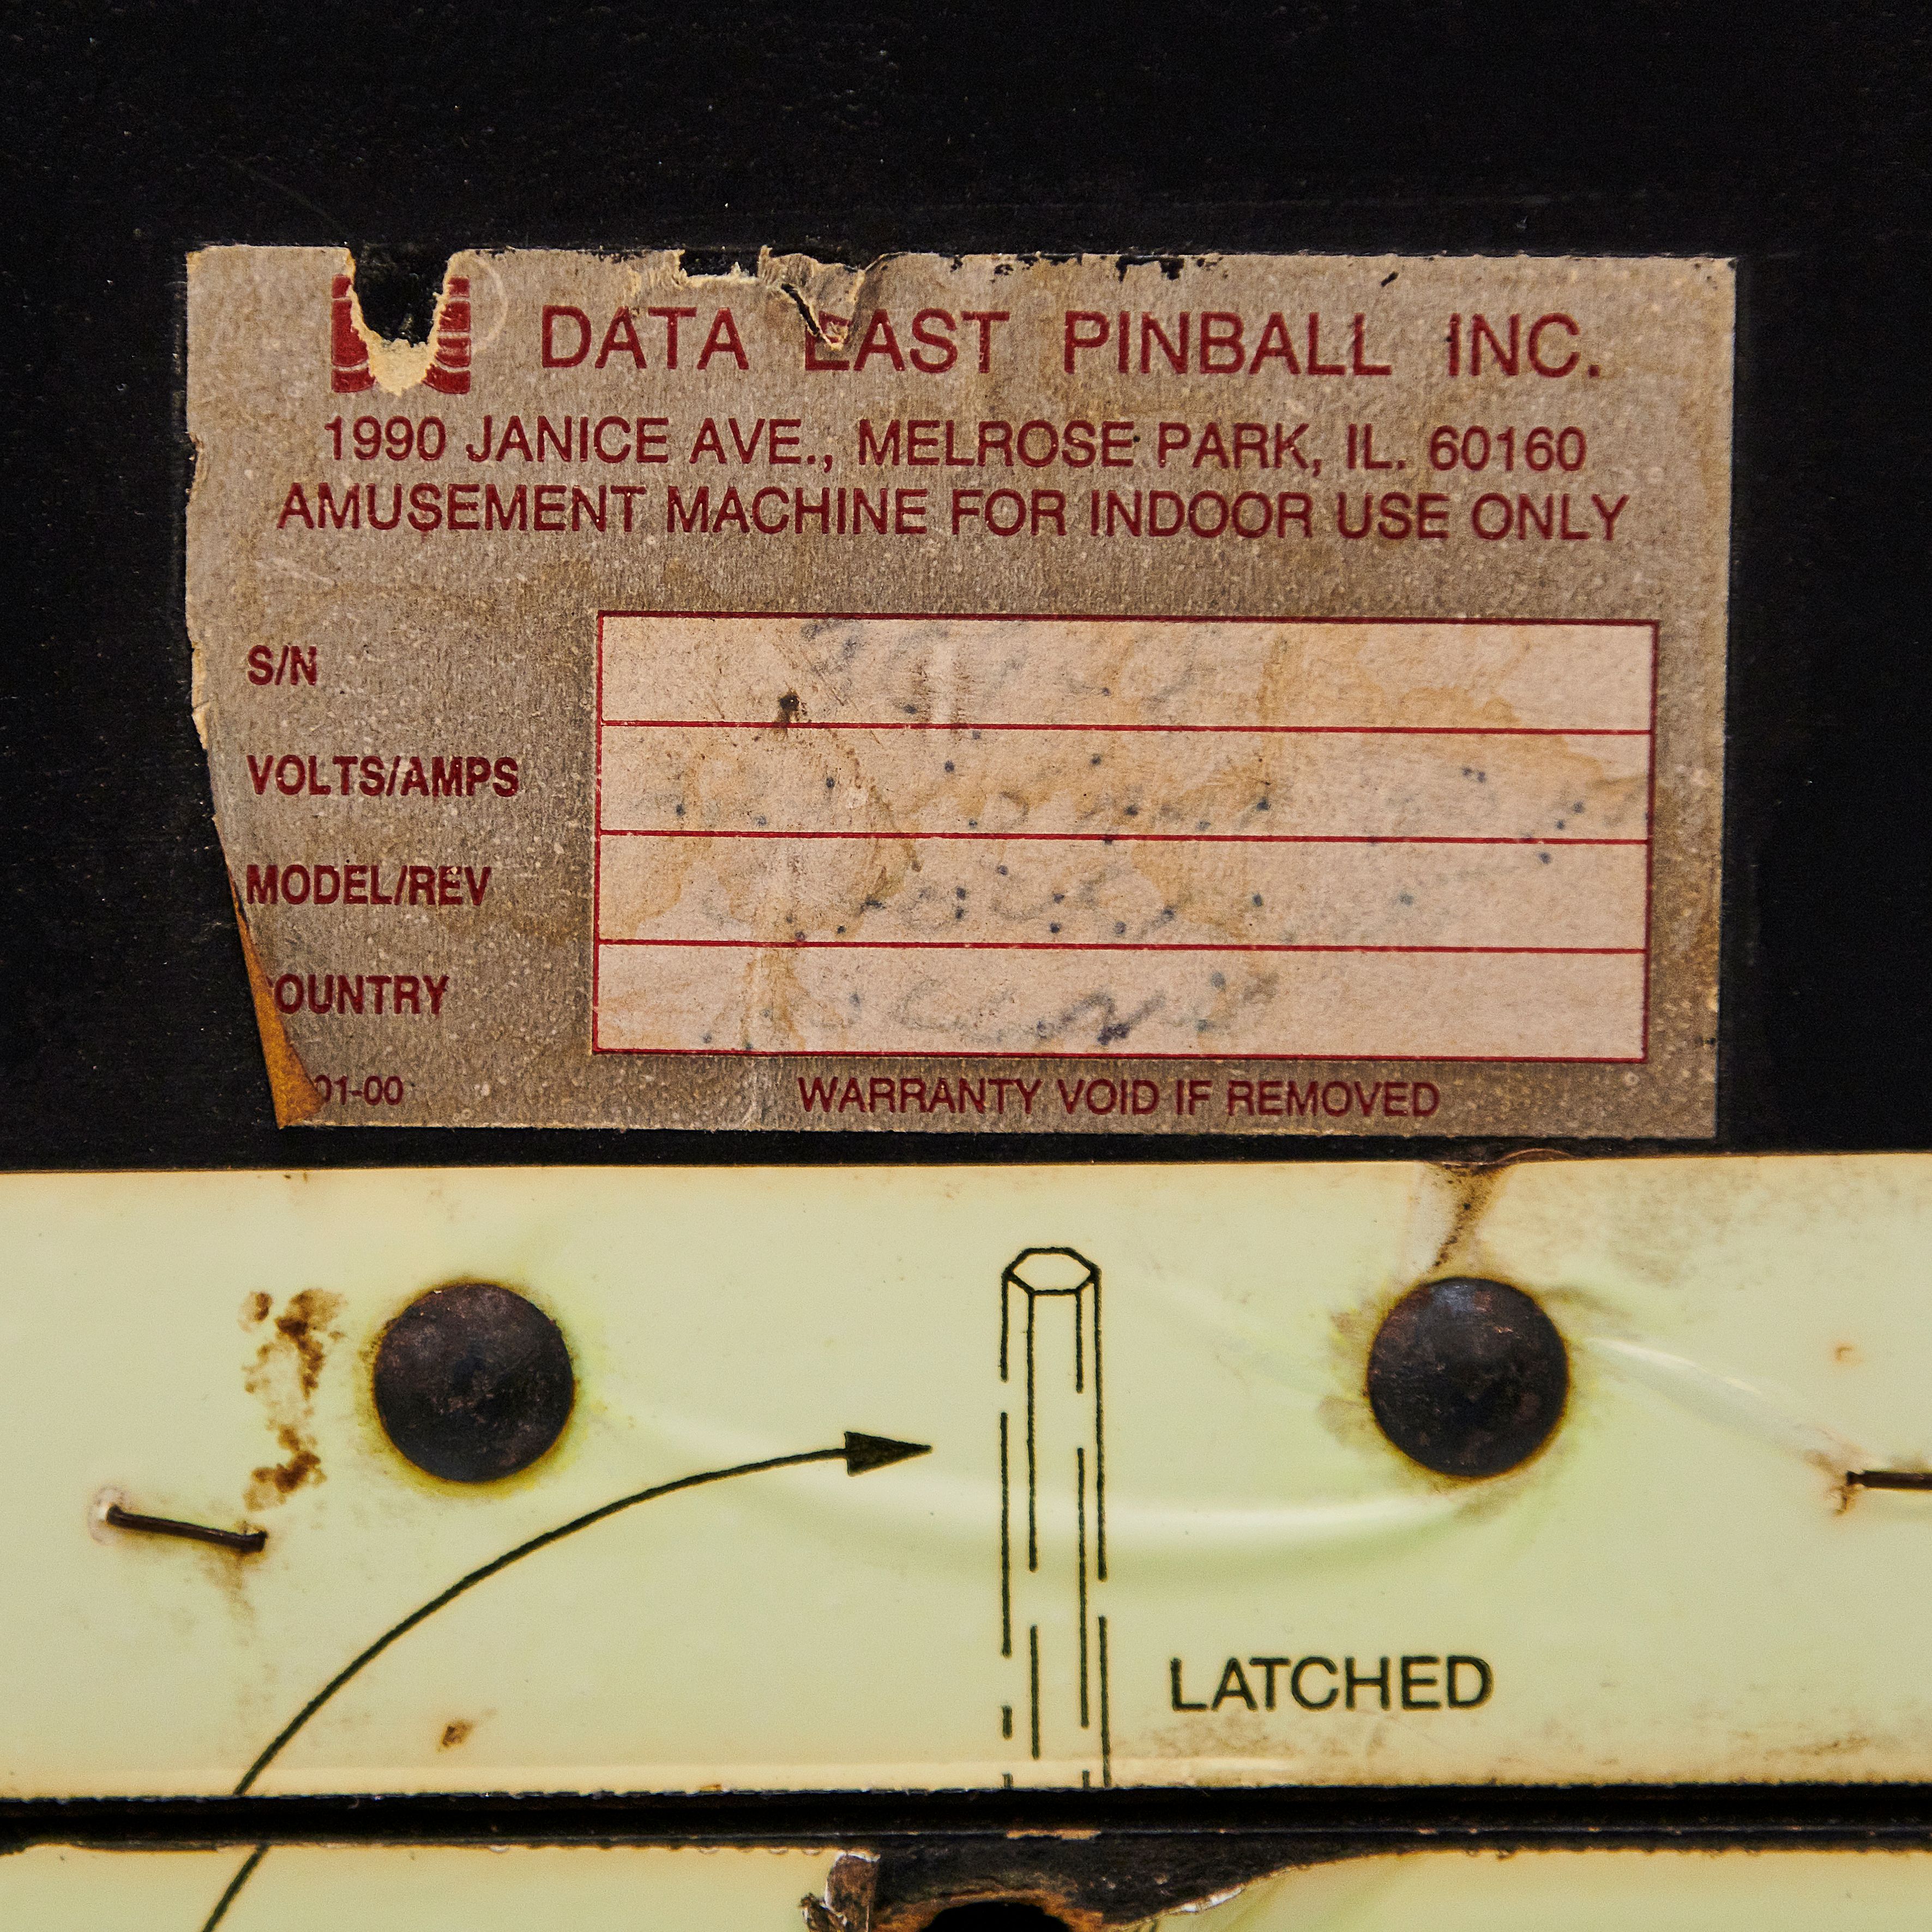 DATA EAST PINBALL INC.
1990 JANICE AVE., MELROSE PARK, IL. 60160
AMUSEMENT MACHINE FOR INDOOR USE ONLY
S/N
VOLTS/AMPS
MODEL/REV
OUNTRY
01-00
WARRANTY VOID IF REMOVED
LATCHED